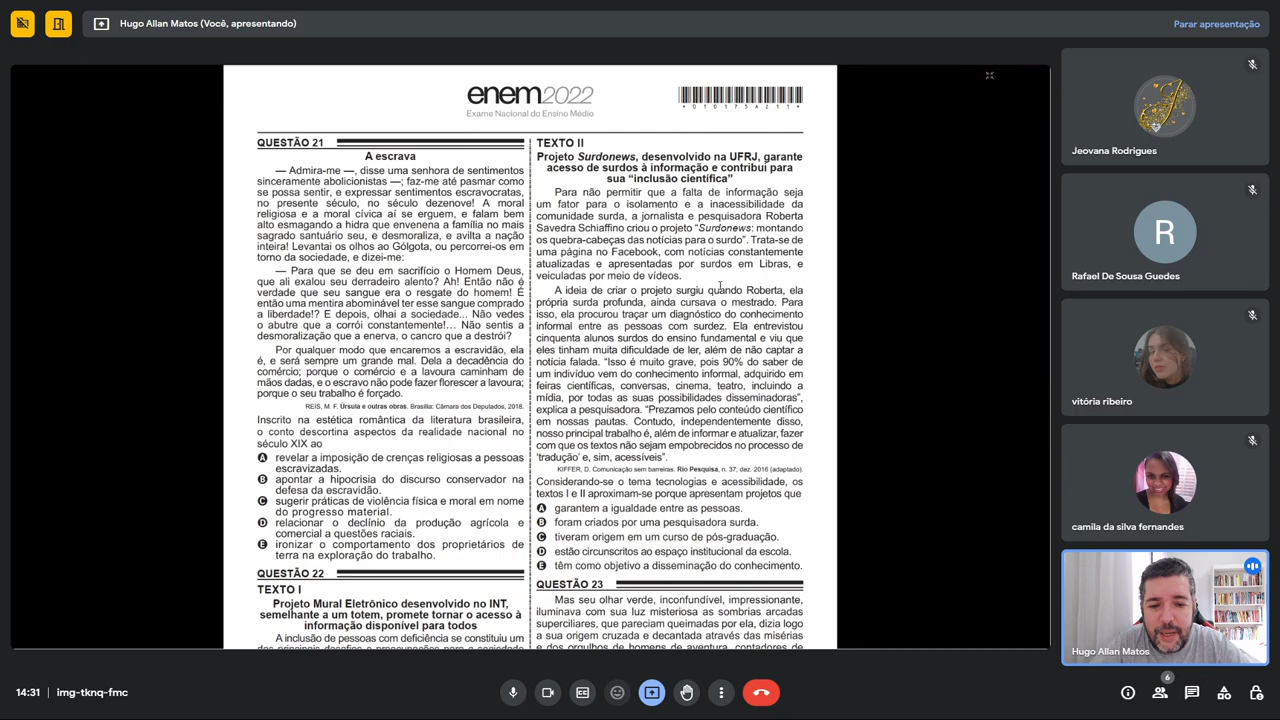 Hugo Allan Matos (Você, apresentando)
Parar apresentação
enem2022
Exame Nacional do Ensino Médio
*010175AZ11*
QUESTÃO 21
A escrava
— Admira-me —, disse uma senhora de sentimentos
sinceramente abolicionistas —; faz-me até pasmar como
se possa sentir, e expressar sentimentos escravocratas,
no presente século, no século dezenove! A moral
religiosa e a moral cívica aí se erguem, e falam bem
alto esmagando a hidra que envenena a família no mais
sagrado santuário seu, e desmoraliza, e avilta a nação
inteira! Levantai os olhos ao Gólgota, ou percorrei-os em
torno da sociedade, e dizei-me:
— Para que se deu em sacrifício o Homem Deus,
que ali exalou seu derradeiro alento? Ah! Então não é
verdade que seu sangue era o resgate do homem! É
então uma mentira abominável ter esse sangue comprado
a liberdade!? E depois, olhai a sociedade... Não vedes
o abutre que a corrói constantemente!… Não sentis a
desmoralização que a enerva, o cancro que a destrói?
Por qualquer modo que encaremos a escravidão, ela
é, e será sempre um grande mal. Dela a decadência do
comércio; porque o comércio e a lavoura caminham de
mãos dadas, e o escravo não pode fazer florescer a lavoura;
porque o seu trabalho é forçado.
REIS, M. F. Úrsula e outras obras. Brasília: Câmara dos Deputados, 2018.
Inscrito na estética romântica da literatura brasileira,
o conto descortina aspectos da realidade nacional no
século XIX ao
A revelar a imposição de crenças religiosas a pessoas
escravizadas.
B apontar a hipocrisia do discurso conservador na
defesa da escravidão.
C sugerir práticas de violência física e moral em nome
do progresso material.
D relacionar o declínio da produção agrícola e
comercial a questões raciais.
E ironizar o comportamento dos proprietários de
terra na exploração do trabalho.
QUESTÃO 22
TEXTO I
Projeto Mural Eletrônico desenvolvido no INT,
semelhante a um totem, promete tornar o acesso à
informação disponível para todos
A inclusão de pessoas com deficiência se constituiu um
dos principais desafios e preocupações para a sociedade
TEXTO II
Projeto Surdonews, desenvolvido na UFRJ, garante
acesso de surdos à informação e contribui para
sua “inclusão científica”
Para não permitir que a falta de informação seja
um fator para o isolamento e a inacessibilidade da
comunidade surda, a jornalista e pesquisadora Roberta
Savedra Schiaffino criou o projeto “Surdonews: montando
os quebra-cabeças das notícias para o surdo”. Trata-se de
uma página no Facebook, com notícias constantemente
atualizadas e apresentadas por surdos em Libras, e
veiculadas por meio de vídeos.
A ideia de criar o projeto surgiu quando Roberta, ela
própria surda profunda, ainda cursava o mestrado. Para
isso, ela procurou traçar um diagnóstico do conhecimento
informal entre as pessoas com surdez. Ela entrevistou
cinquenta alunos surdos do ensino fundamental e viu que
eles tinham muita dificuldade de ler, além de não captar a
notícia falada. “Isso é muito grave, pois 90% do saber de
um indivíduo vem do conhecimento informal, adquirido em
feiras científicas, conversas, cinema, teatro, incluindo a
mídia, por todas as suas possibilidades disseminadoras”,
explica a pesquisadora. “Prezamos pelo conteúdo científico
em nossas pautas. Contudo, independentemente disso,
nosso principal trabalho é, além de informar e atualizar, fazer
com que os textos não sejam empobrecidos no processo de
‘tradução’ e, sim, acessíveis”.
KIFFER, D. Comunicação sem barreiras. Rio Pesquisa, n. 37, dez. 2016 (adaptado).
Considerando-se o tema tecnologias e acessibilidade, os
textos I e II aproximam-se porque apresentam projetos que
A garantem a igualdade entre as pessoas.
B foram criados por uma pesquisadora surda.
C tiveram origem em um curso de pós-graduação.
D estão circunscritos ao espaço institucional da escola.
E têm como objetivo a disseminação do conhecimento.
QUESTÃO 23
Mas seu olhar verde, inconfundível, impressionante,
iluminava com sua luz misteriosa as sombrias arcadas
superciliares, que pareciam queimadas por ela, dizia logo
a sua origem cruzada e decantada através das misérias
e dos orgulhos de homens de aventura, contadores de
Jeovana Rodrigues
R
Rafael De Sousa Guedes
vitória ribeiro
camila da silva fernandes
Hugo Allan Matos
14:31 | img-tknq-fmc
6